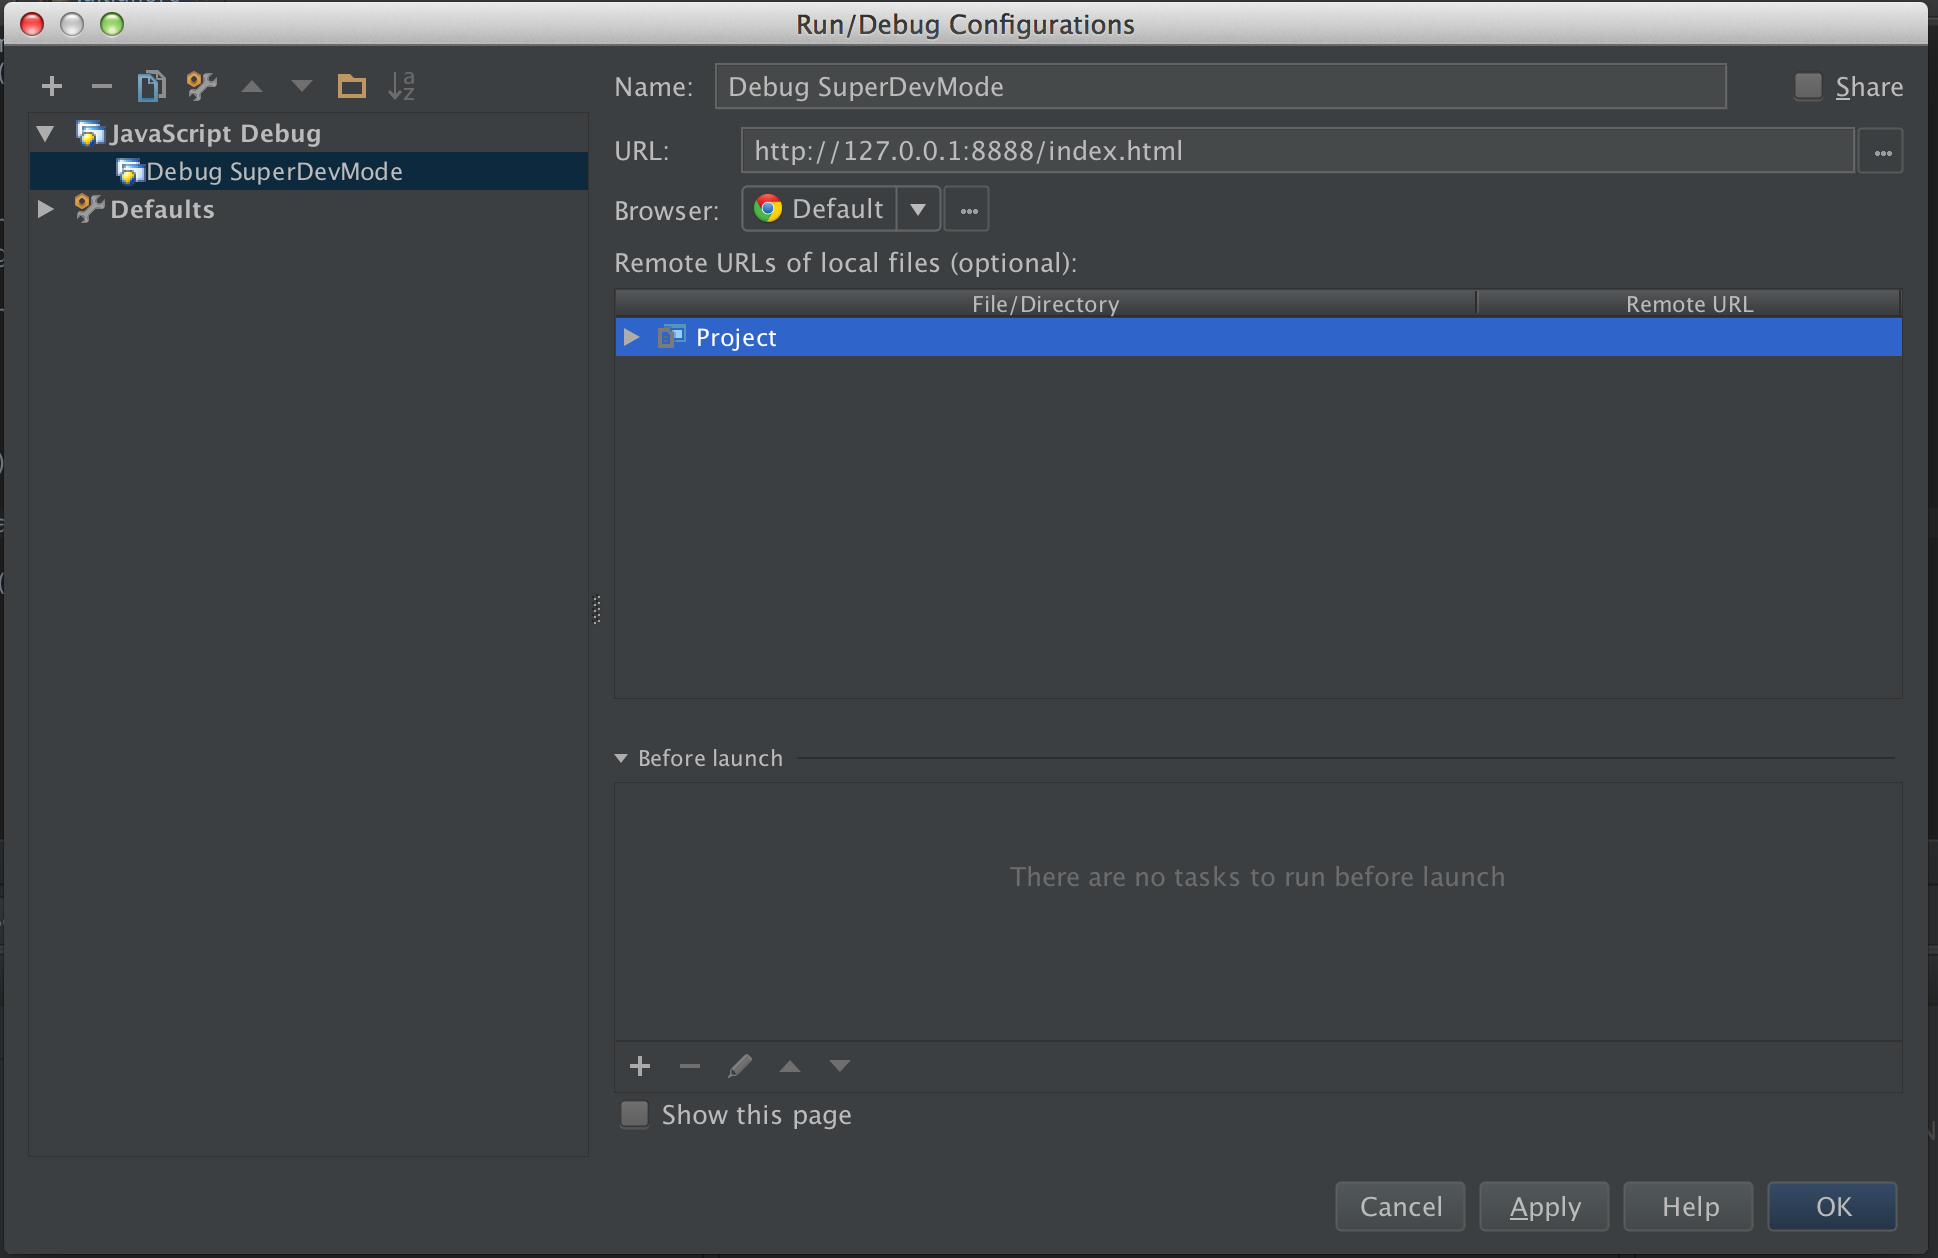 Run/Debug Configurations
JavaScript Debug
Debug SuperDevMode
Defaults
Name: Debug SuperDevMode Share
URL: http://127.0.0.1:8888/index.html ...
Browser: Default ...
Remote URLs of local files (optional):
File/Directory Remote URL
Project
Before launch
There are no tasks to run before launch
Show this page
Cancel Apply Help OK